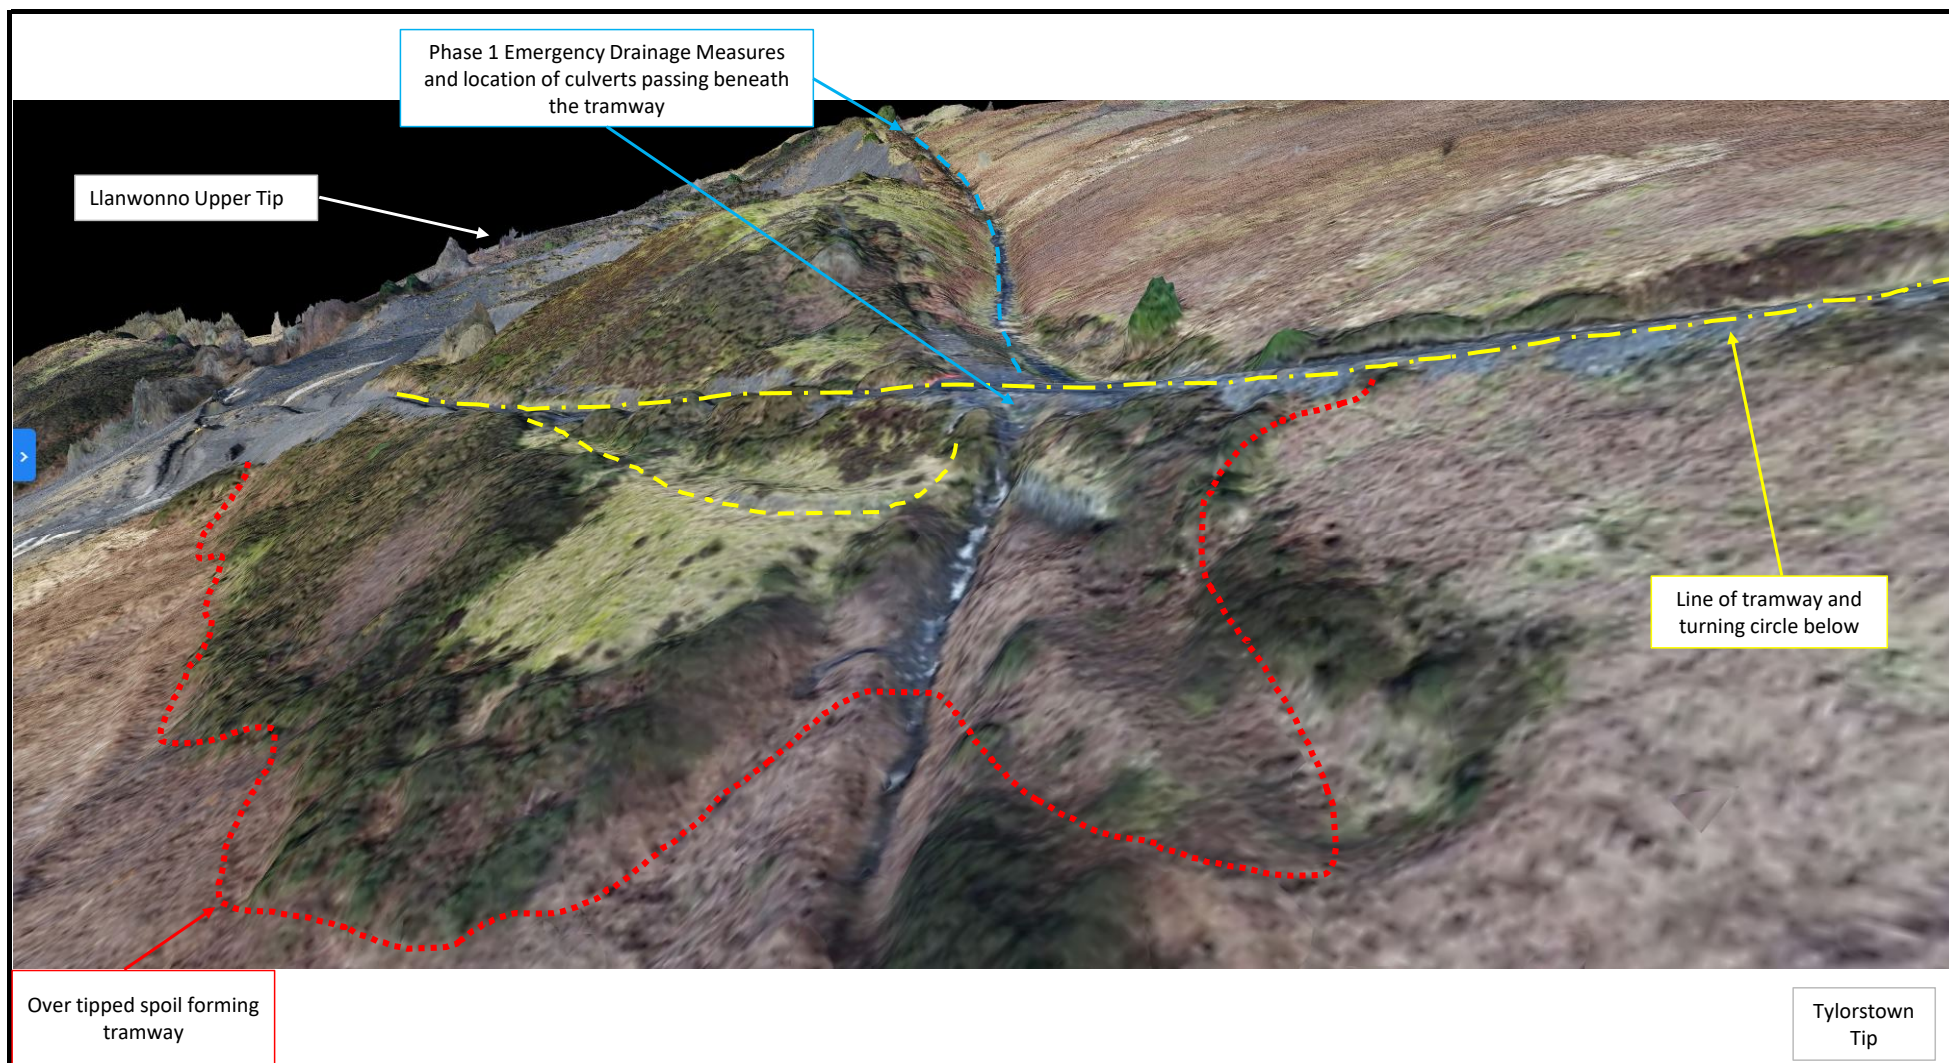 Phase 1 Emergency Drainage Measures
and location of culverts passing beneath
the tramway
Llanwonno Upper Tip
Line of tramway and
turning circle below
Over tipped spoil forming
tramway
Tylorstown
Tip